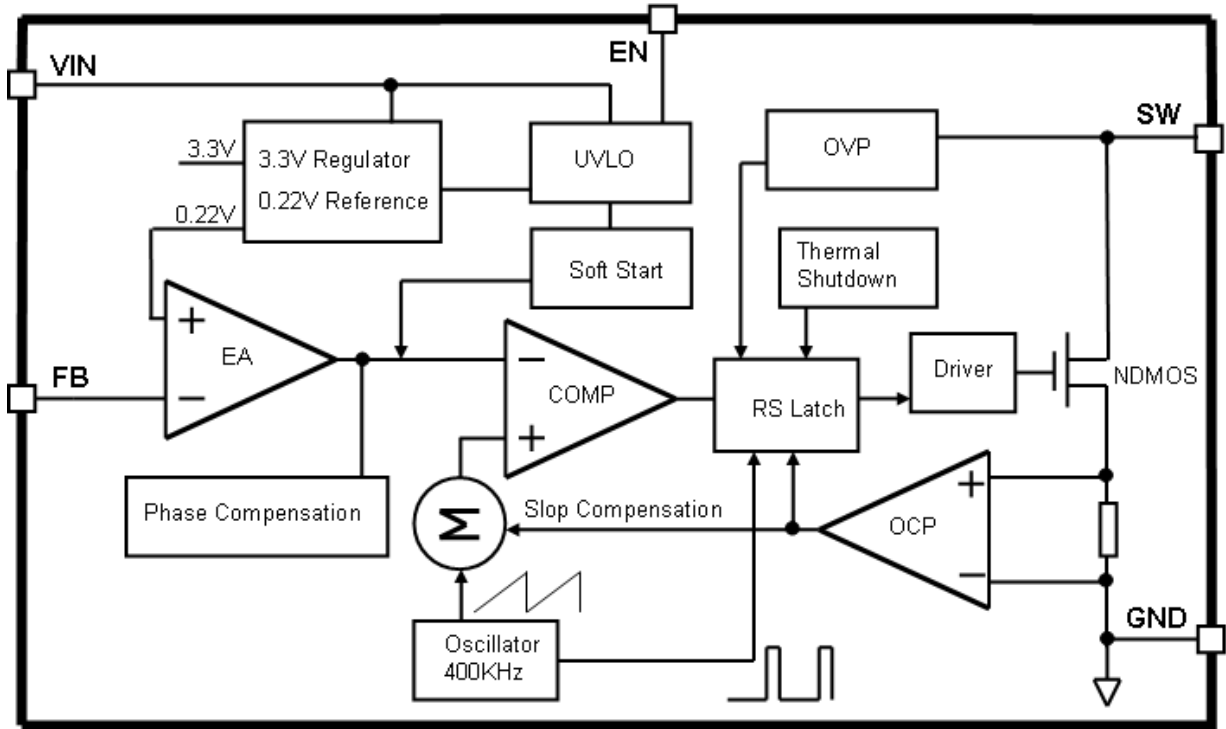 EN
VIN
SW
3.3V
3.3V Regulator
0.22V Reference
0.22V
UVLO
OVP
Soft Start
Thermal
Shutdown
+
EA
−
FB
−
COMP
+
RS Latch
Driver
NDMOS
Phase Compensation
Σ
Slop Compensation
+
OCP
−
Oscillator
400KHz
GND